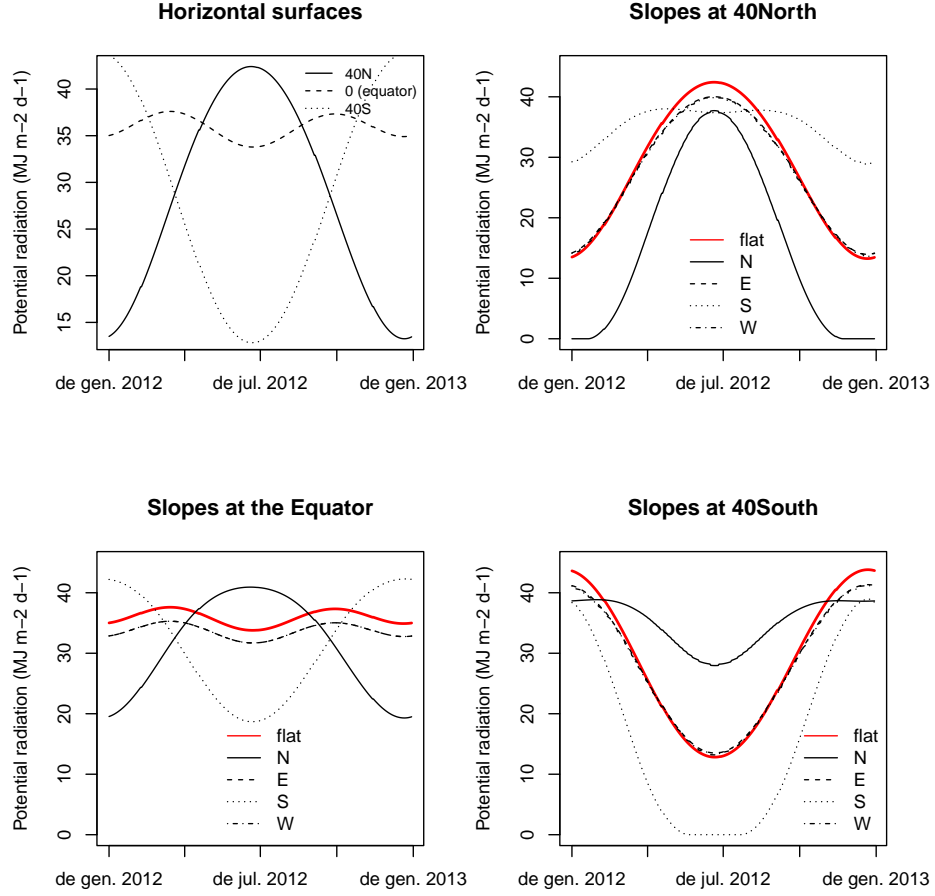 Horizontal surfaces
Potential radiation (MJ m−2 d−1)
40
35
30
25
20
15
40N
0 (equator)
40S
de gen. 2012
de jul. 2012
de gen. 2013
Slopes at 40North
Potential radiation (MJ m−2 d−1)
40
30
20
10
0
flat
N
E
S
W
de gen. 2012
de jul. 2012
de gen. 2013
Slopes at the Equator
Potential radiation (MJ m−2 d−1)
40
30
20
10
0
flat
N
E
S
W
de gen. 2012
de jul. 2012
de gen. 2013
Slopes at 40South
Potential radiation (MJ m−2 d−1)
40
30
20
10
0
flat
N
E
S
W
de gen. 2012
de jul. 2012
de gen. 2013